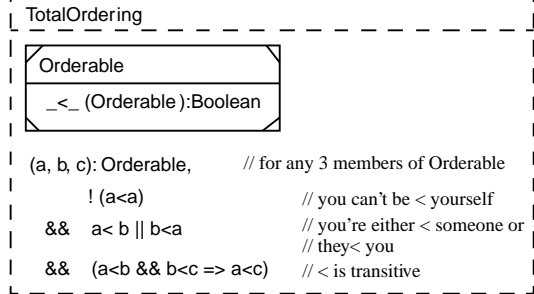 TotalOrdering
Orderable
_<_ (Orderable):Boolean
(a, b, c): Orderable, // for any 3 members of Orderable
! (a<a) // you can't be < yourself
&& a< b || b<a // you're either < someone or
// they< you
&& (a<b && b<c => a<c) // < is transitive